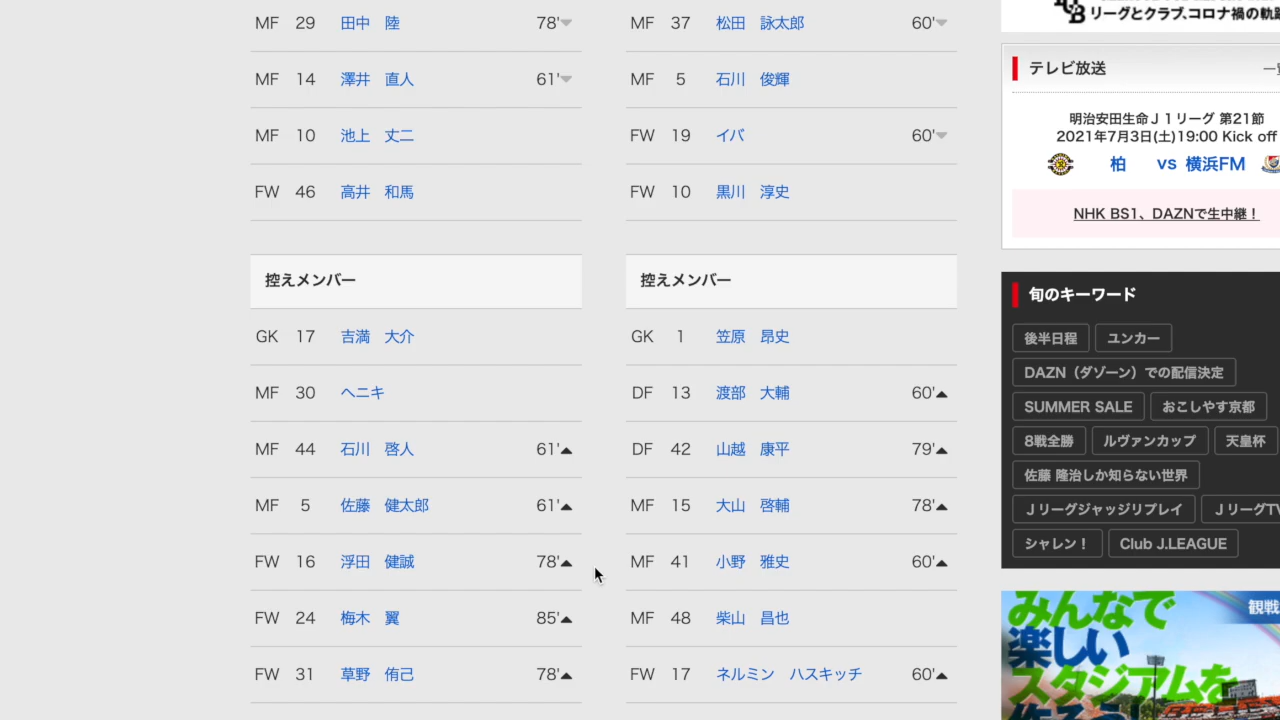 MF 29 田中 陸 78'
MF 14 澤井 直人 61'
MF 10 池上 丈二
FW 46 高井 和馬
控えメンバー
GK 17 吉満 大介
MF 30 ヘニキ
MF 44 石川 啓人 61'
MF 5 佐藤 健太郎 61'
FW 16 浮田 健誠 78'
FW 24 梅木 翼 85'
FW 31 草野 侑己 78'
MF 37 松田 詠太郎 60'
MF 5 石川 俊輝
FW 19 イバ 60'
FW 10 黒川 淳史
控えメンバー
GK 1 笠原 昂史
DF 13 渡部 大輔 60'
DF 42 山越 康平 79'
MF 15 大山 啓輔 78'
MF 41 小野 雅史 60'
MF 48 柴山 昌也
FW 17 ネルミン ハスキッチ 60'
リーグとクラブ、コロナ禍の軌跡
テレビ放送
明治安田生命J1リーグ 第21節
2021年7月3日(土)19:00 Kick off
柏 vs 横浜FM
NHK BS1、DAZNで生中継！
旬のキーワード
後半日程 ユンカー
DAZN（ダゾーン）での配信決定
SUMMER SALE おこしやす京都
8戦全勝 ルヴァンカップ 天皇杯
佐藤 隆治しか知らない世界
Jリーグジャッジリプレイ JリーグTV
シャレン！ Club J.LEAGUE
みんなで
観戦
楽しい
スタジアムを
作ろう！